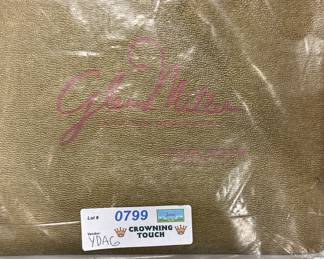 Glenn Miller
Lot #
0799
Vendor:
YDAG
CROWNING
TOUCH